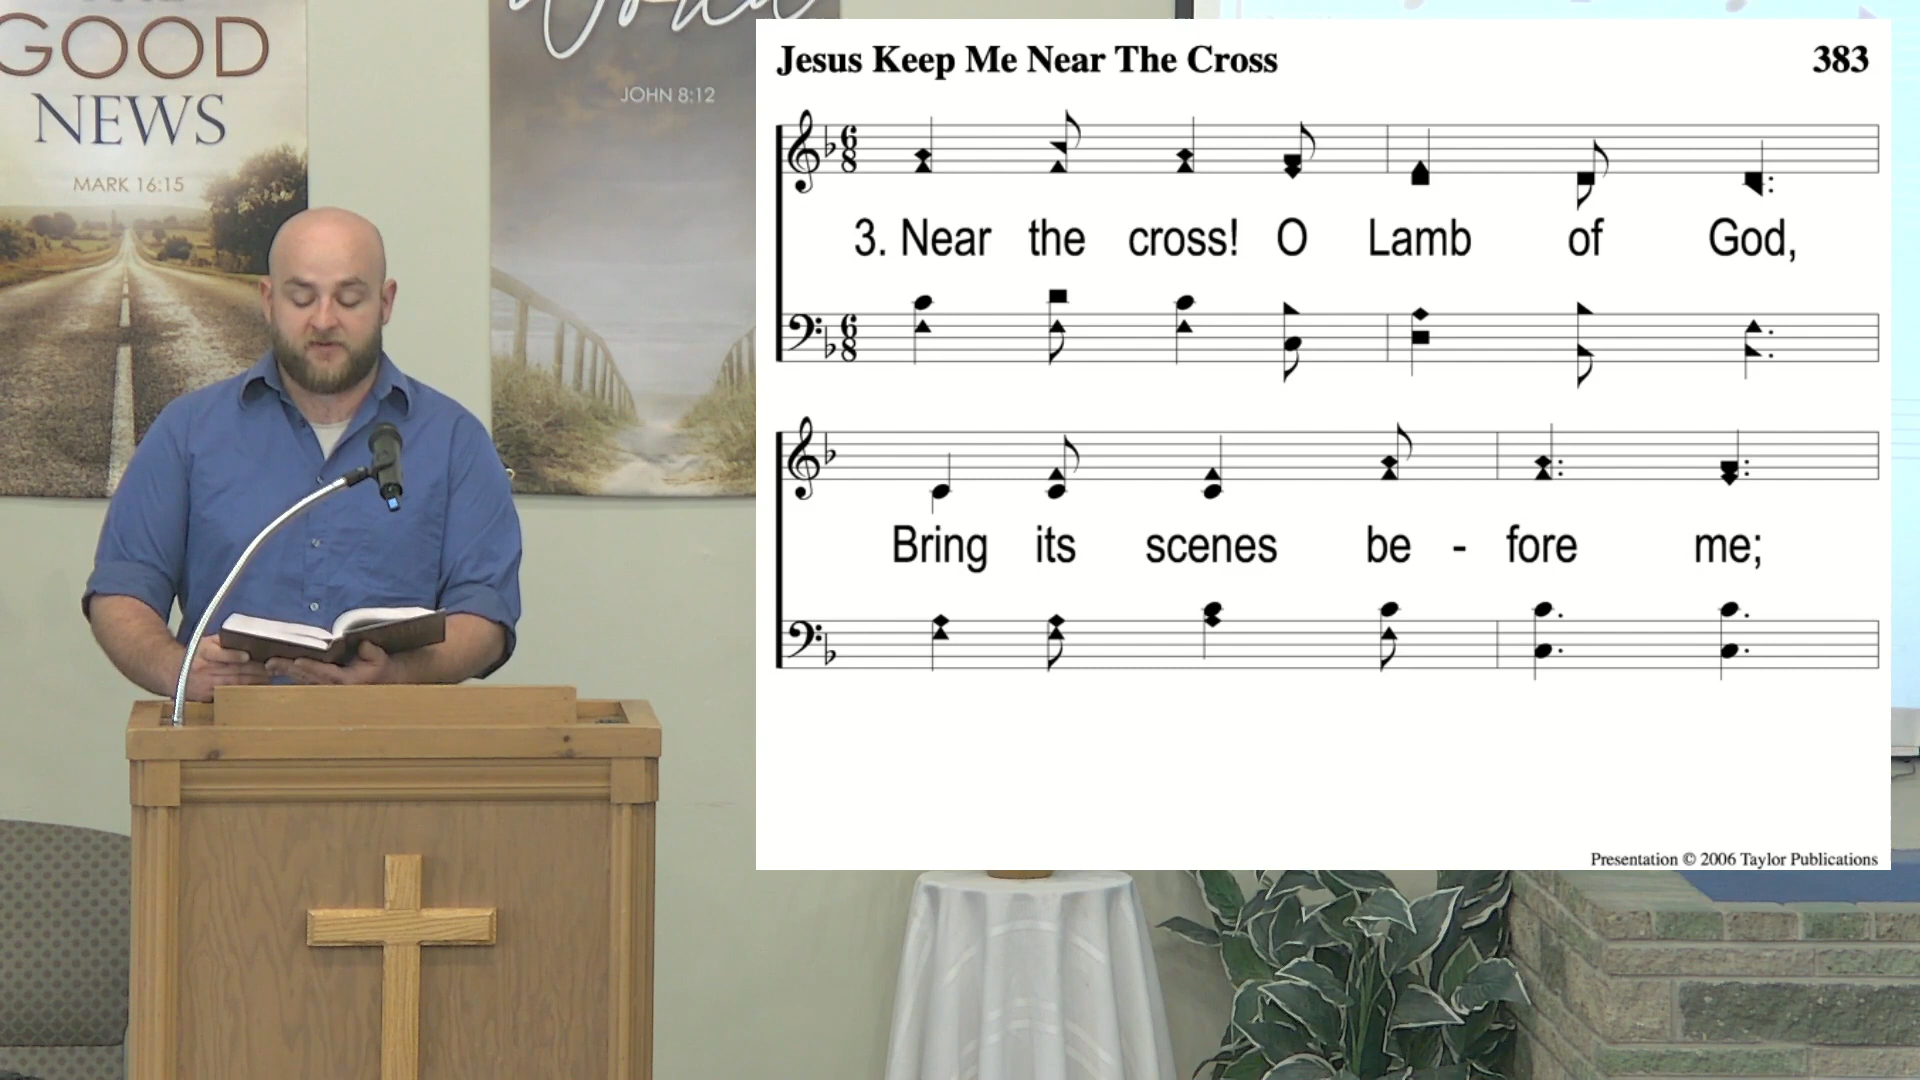 GOOD
NEWS
MARK 16:15
JOHN 8:12
Jesus Keep Me Near The Cross 383
3. Near the cross! O Lamb of God,
Bring its scenes be - fore me;
Presentation © 2006 Taylor Publications